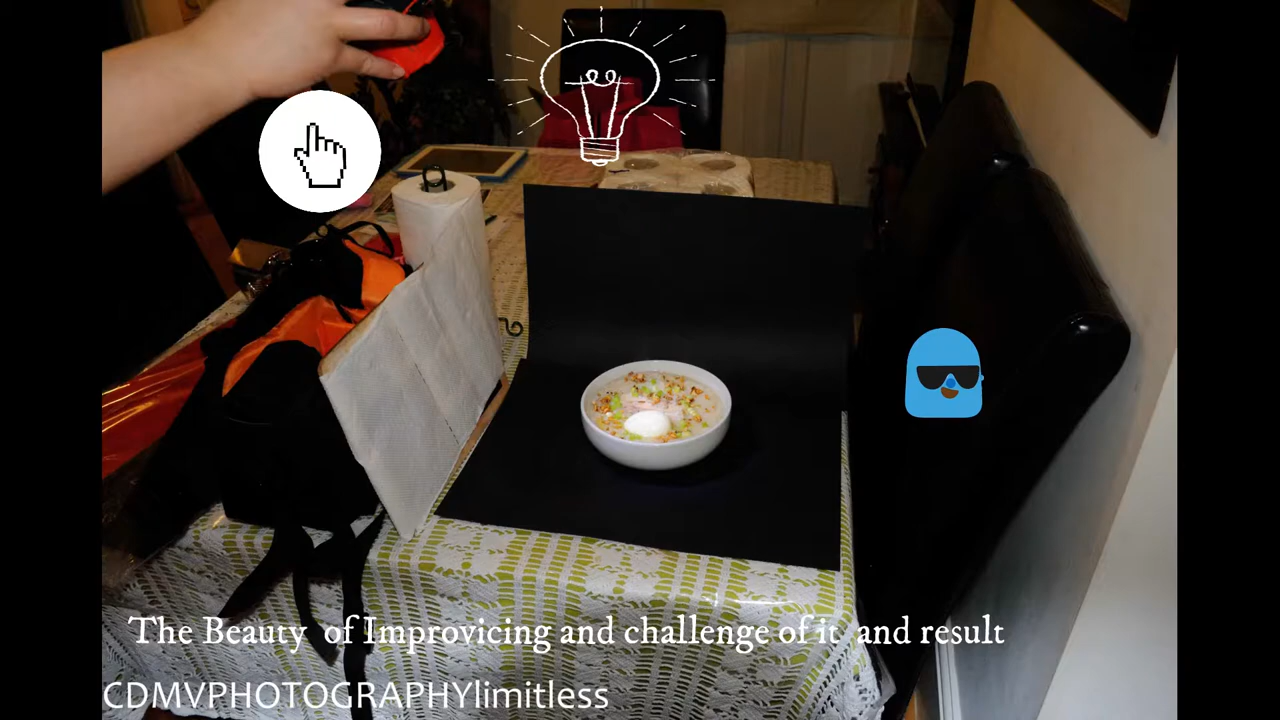 The Beauty of Improvicing and challenge of it and result
CDMVPHOTOGRAPHYlimitless